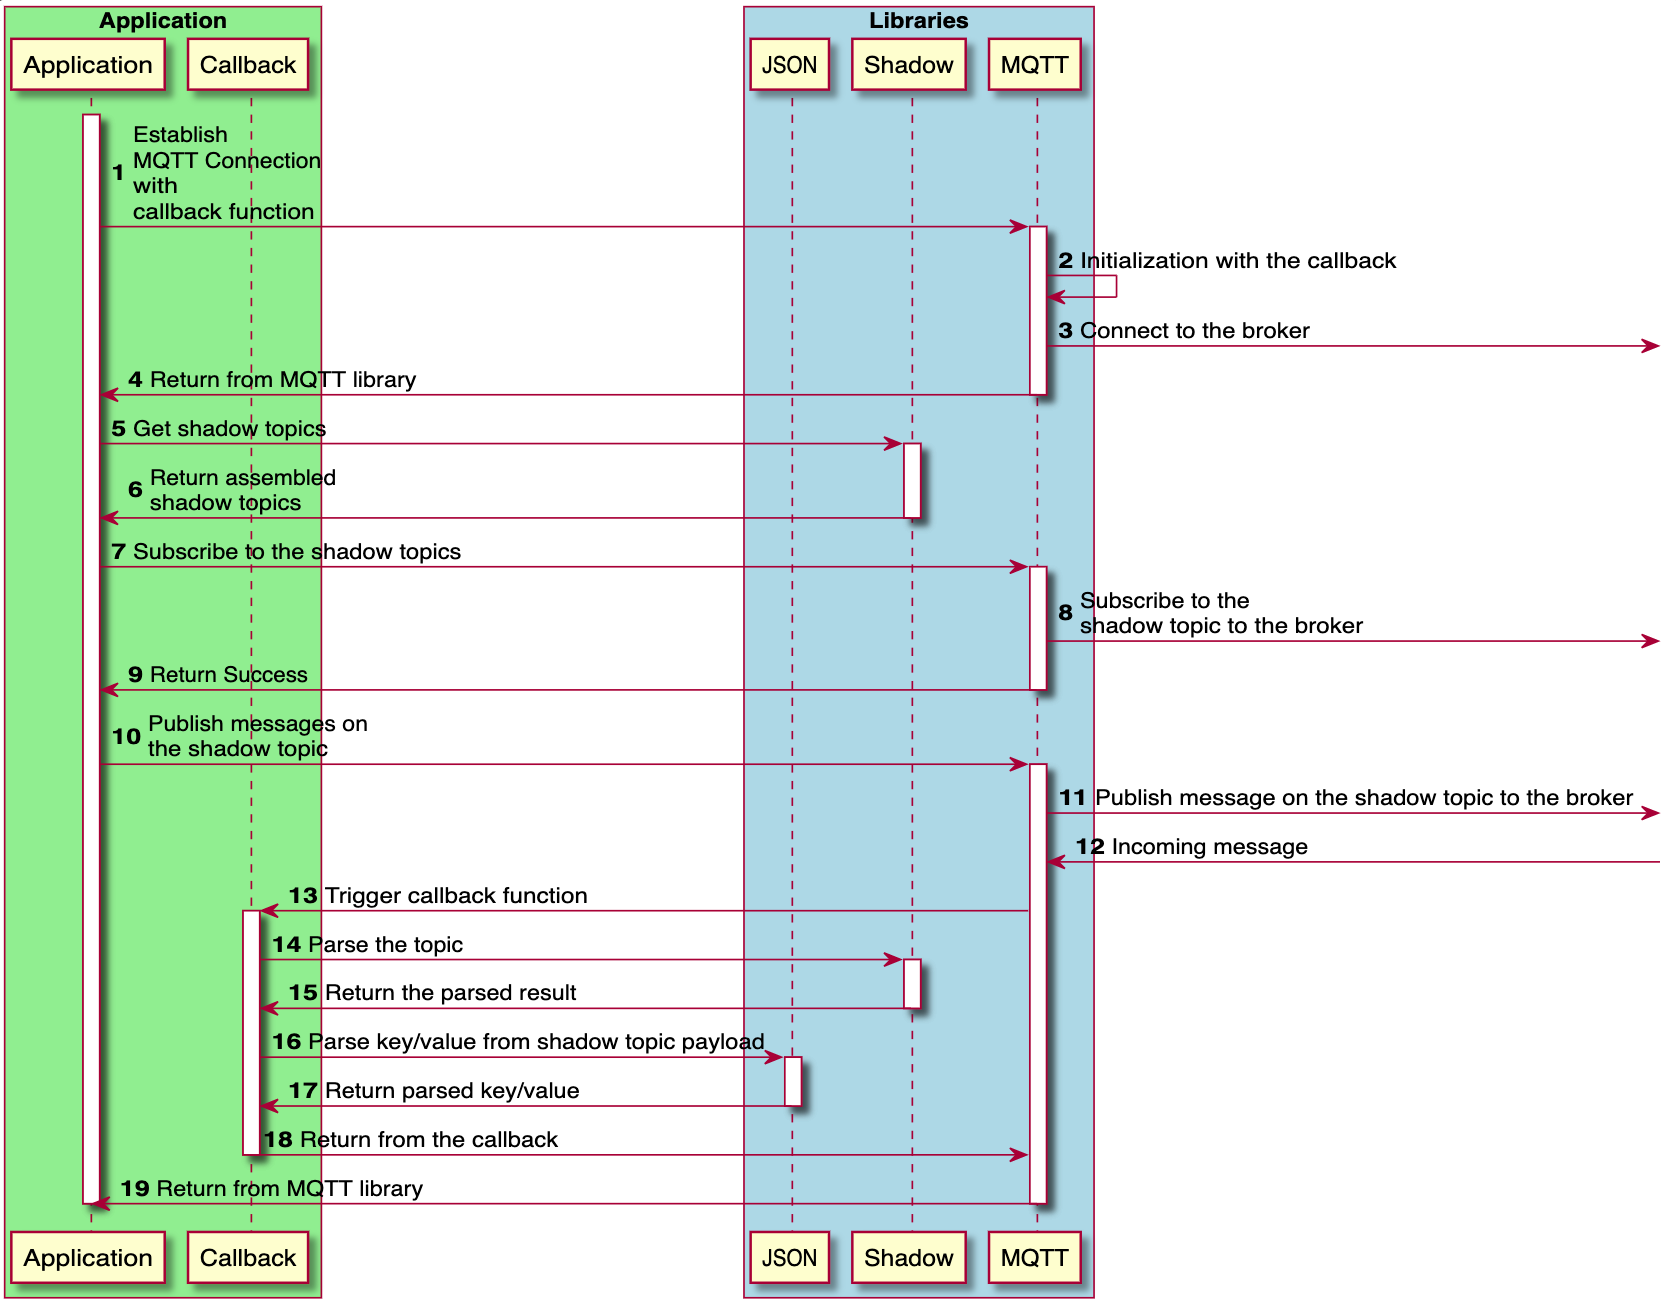 Application
Libraries
Application
Callback
JSON
Shadow
MQTT
Establish
MQTT Connection
1
with
callback function
2 Initialization with the callback
3 Connect to the broker
4 Return from MQTT library
5 Get shadow topics
Return assembled
6
shadow topics
7 Subscribe to the shadow topics
Subscribe to the
8
shadow topic to the broker
9 Return Success
Publish messages on
10
the shadow topic
11 Publish message on the shadow topic to the broker
12 Incoming message
13 Trigger callback function
14 Parse the topic
15 Return the parsed result
16 Parse key/value from shadow topic payload
17 Return parsed key/value
18 Return from the callback
19 Return from MQTT library
Application
Callback
JSON
Shadow
MQTT